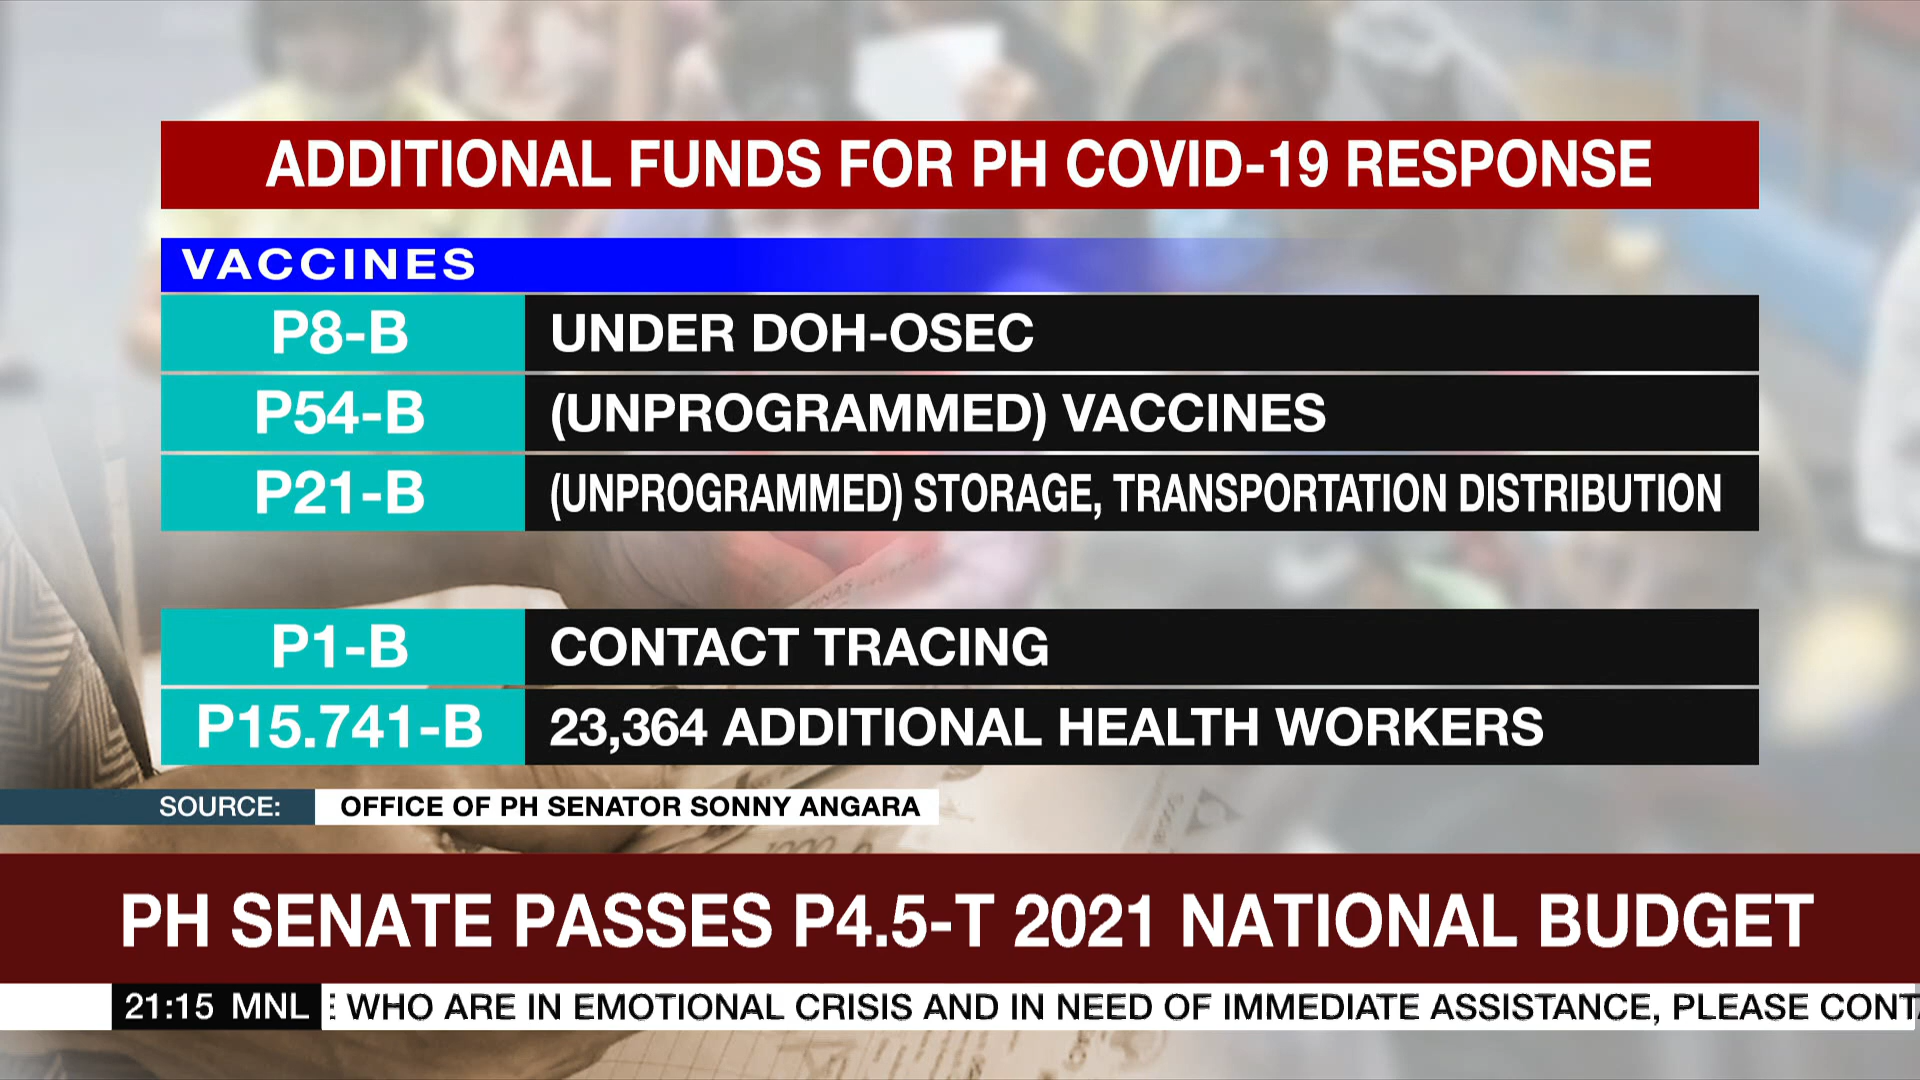 ADDITIONAL FUNDS FOR PH COVID-19 RESPONSE
VACCINES
P8-B UNDER DOH-OSEC
P54-B (UNPROGRAMMED) VACCINES
P21-B (UNPROGRAMMED) STORAGE, TRANSPORTATION DISTRIBUTION
P1-B CONTACT TRACING
P15.741-B 23,364 ADDITIONAL HEALTH WORKERS
SOURCE: OFFICE OF PH SENATOR SONNY ANGARA
PH SENATE PASSES P4.5-T 2021 NATIONAL BUDGET
21:15 MNL WHO ARE IN EMOTIONAL CRISIS AND IN NEED OF IMMEDIATE ASSISTANCE, PLEASE CONT